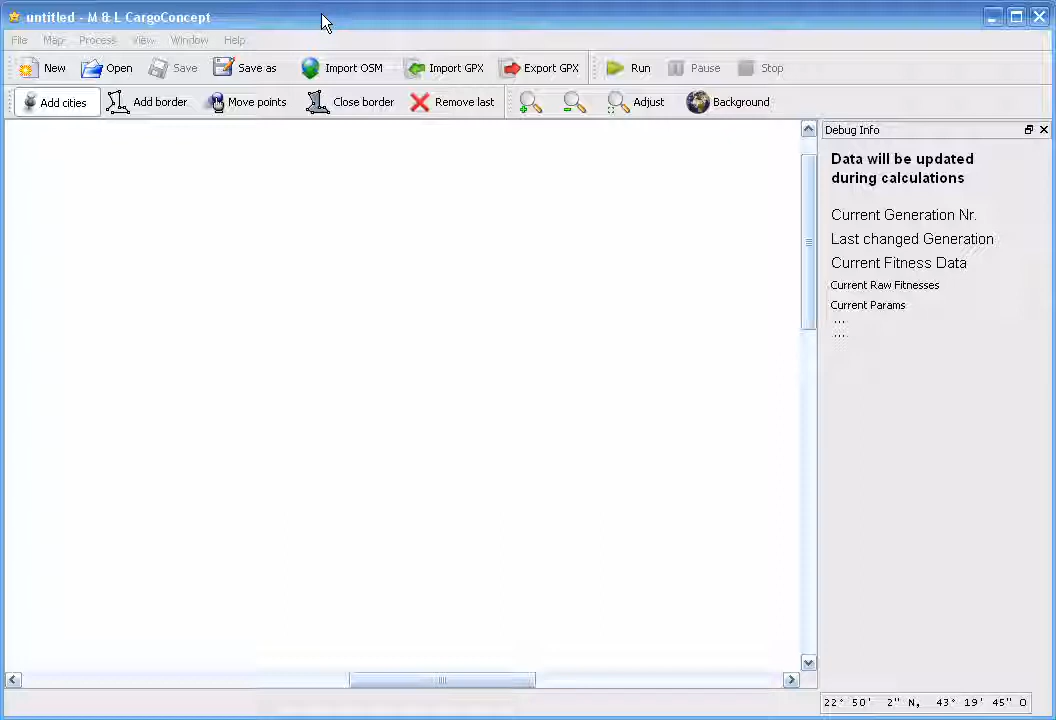 untitled - M & L CargoConcept
File Map Process View Window Help
New Open Save Save as Import OSM Import GPX Export GPX Run Pause Stop
Add cities Add border Move points Close border Remove last Adjust Background
Debug Info
Data will be updated
during calculations
Current Generation Nr.
Last changed Generation
Current Fitness Data
Current Raw Fitnesses
Current Params
...
...
22° 50' 2" N, 43° 19' 45" O